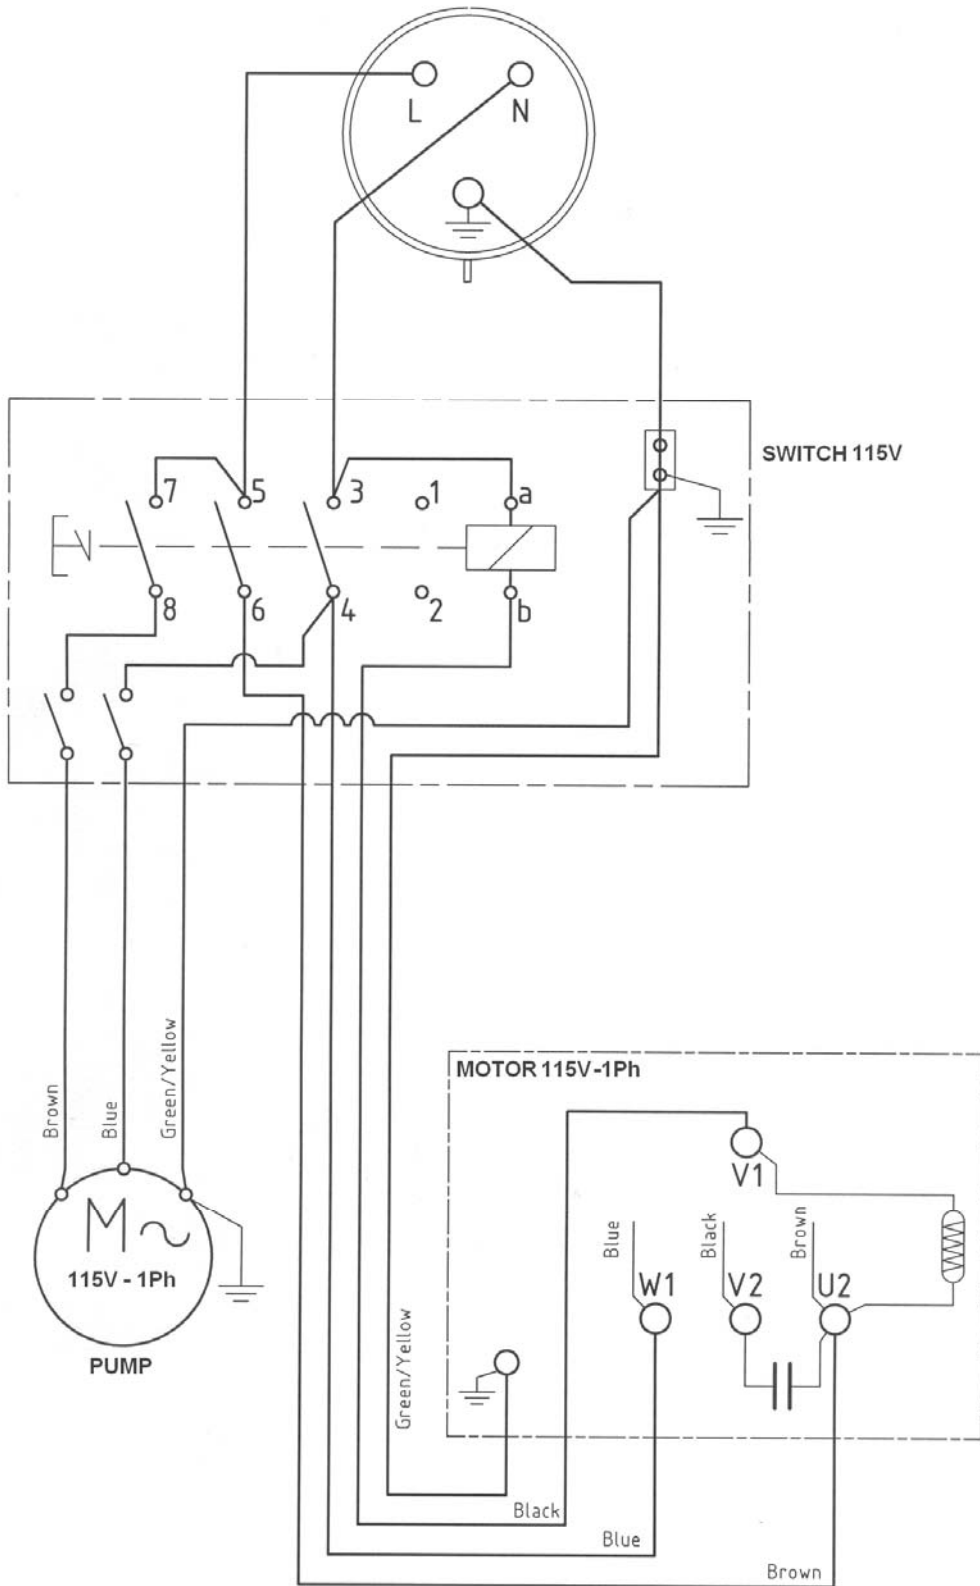 L N
SWITCH 115V
7 5 3 1 a
8 6 4 2 b
Brown
Blue
Green/Yellow
MOTOR 115V-1Ph
V1
Blue
Black
Brown
W1 V2 U2
M
115V - 1Ph
PUMP
Green/Yellow
Black
Blue
Brown